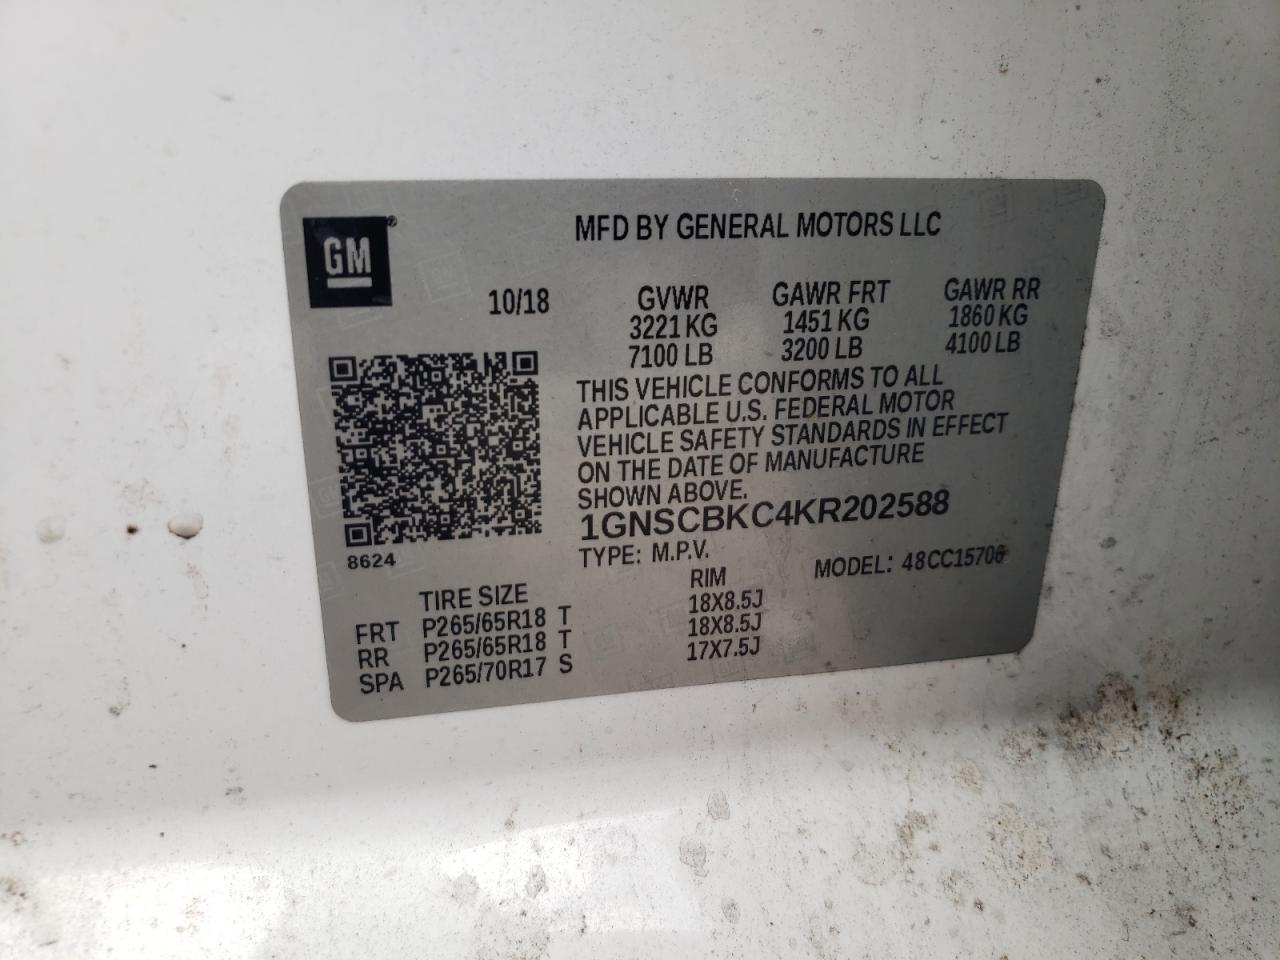 GM®
MFD BY GENERAL MOTORS LLC
10/18
GVWR GAWR FRT GAWR RR
3221 KG 1451 KG 1860 KG
7100 LB 3200 LB 4100 LB
THIS VEHICLE CONFORMS TO ALL
APPLICABLE U.S. FEDERAL MOTOR
VEHICLE SAFETY STANDARDS IN EFFECT
ON THE DATE OF MANUFACTURE
SHOWN ABOVE.
1GNSCBKC4KR202588
8624
TYPE: M.P.V. MODEL: 48CC15706
TIRE SIZE RIM
FRT P265/65R18 T 18X8.5J
RR P265/65R18 T 18X8.5J
SPA P265/70R17 S 17X7.5J